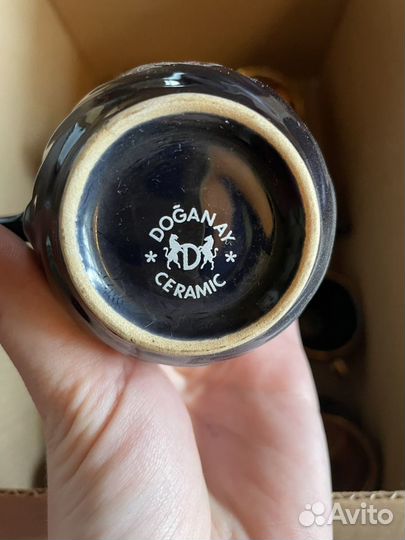 DOĞANAY
* D *
CERAMIC
Avito